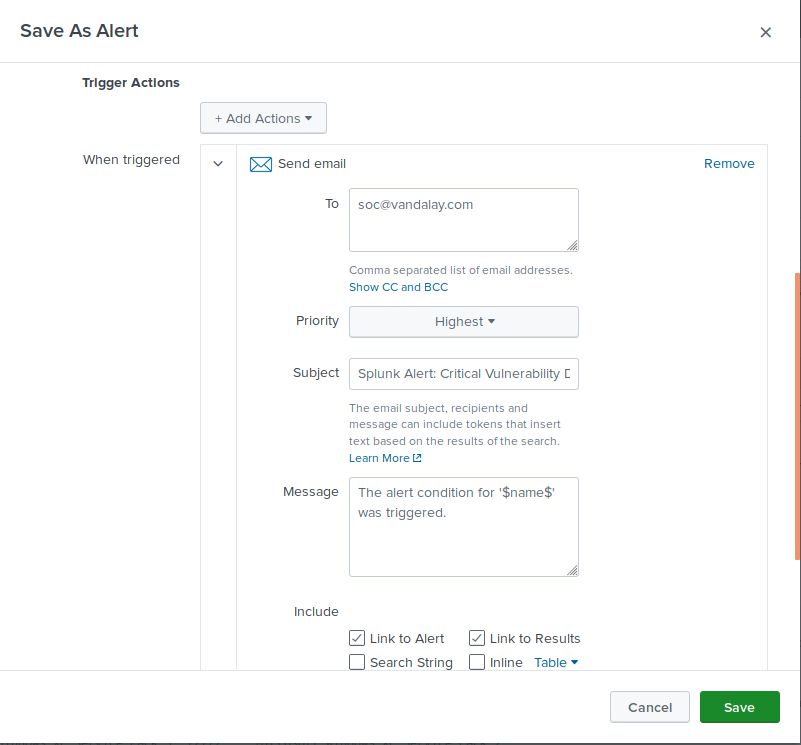 Save As Alert
Trigger Actions
+ Add Actions
When triggered
Send email
Remove
To
soc@vandalay.com
Comma separated list of email addresses.
Show CC and BCC
Priority
Highest
Subject
Splunk Alert: Critical Vulnerability
The email subject, recipients and
message can include tokens that insert
text based on the results of the search.
Learn More
Message
The alert condition for '$name$'
was triggered.
Include
Link to Alert
Link to Results
Search String
Inline
Table
Cancel
Save